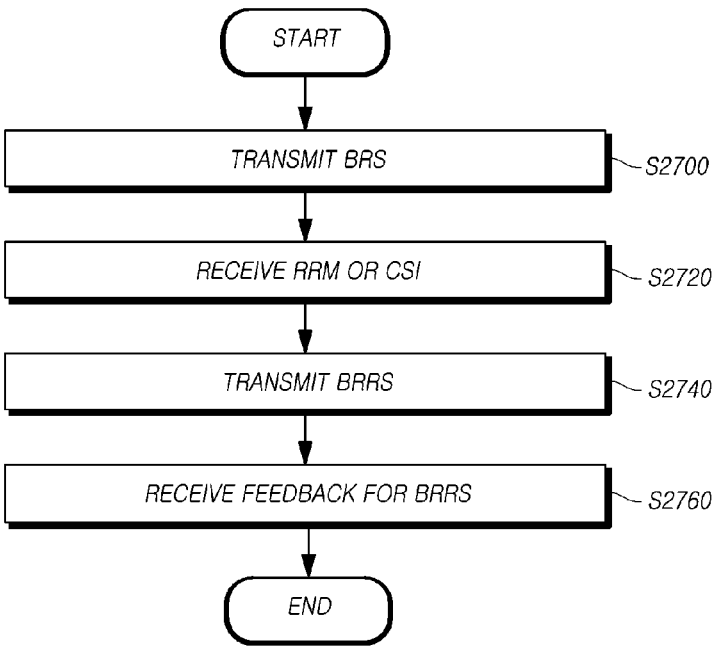 START
TRANSMIT BRS
S2700
RECEIVE RRM OR CSI
S2720
TRANSMIT BRRS
S2740
RECEIVE FEEDBACK FOR BRRS
S2760
END